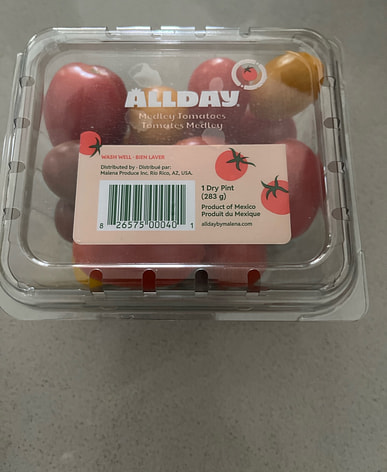 ALLDAY
Medley Tomatoes
Tomates Medley
WASH WELL • BIEN LAVER
Distributed by • Distribué par:
Malena Produce Inc. Rio Rico, AZ, USA.
8 26575 00040 1
1 Dry Pint
(283 g)
Product of Mexico
Produit du Mexique
alldaybymalena.com